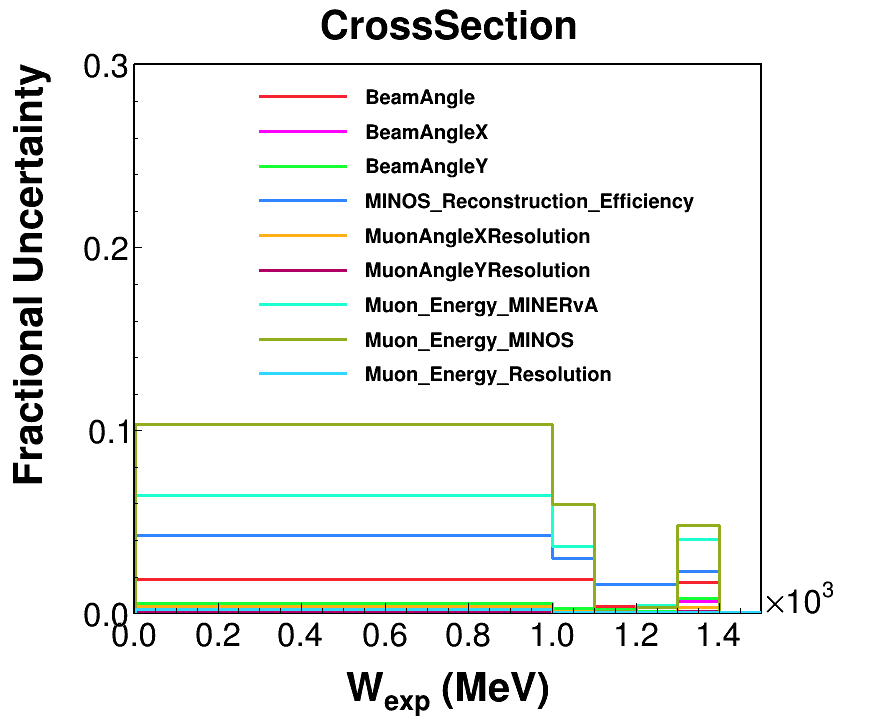 CrossSection
Fractional Uncertainty
0.3
0.2
0.1
0.0
BeamAngle
BeamAngleX
BeamAngleY
MINOS_Reconstruction_Efficiency
MuonAngleXResolution
MuonAngleYResolution
Muon_Energy_MINERvA
Muon_Energy_MINOS
Muon_Energy_Resolution
0.0 0.2 0.4 0.6 0.8 1.0 1.2 1.4
×10³
W_exp (MeV)